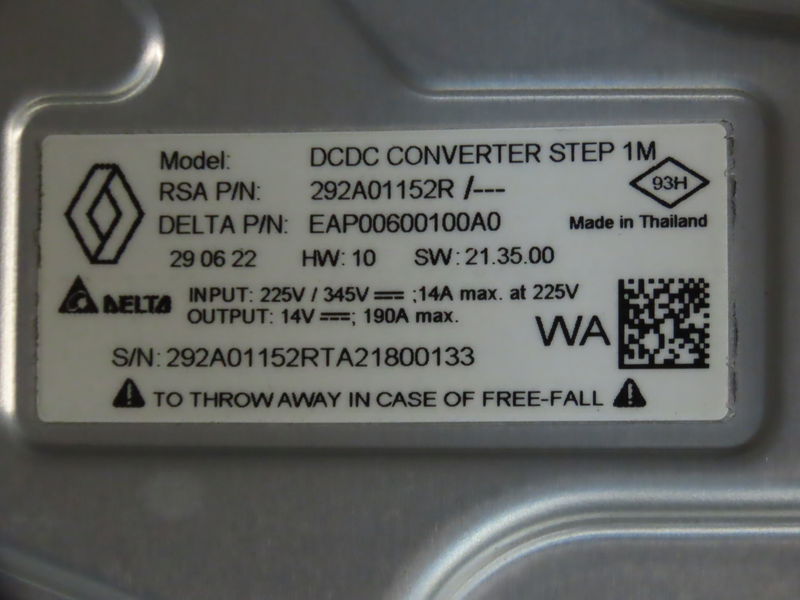 Model: DCDC CONVERTER STEP 1M
RSA P/N: 292A01152R /---
93H
DELTA P/N: EAP00600100A0
Made in Thailand
29 06 22 HW: 10 SW: 21.35.00
DELTA
INPUT: 225V / 345V ⎓ ;14A max. at 225V
OUTPUT: 14V ⎓; 190A max.
WA
S/N: 292A01152RTA21800133
TO THROW AWAY IN CASE OF FREE-FALL